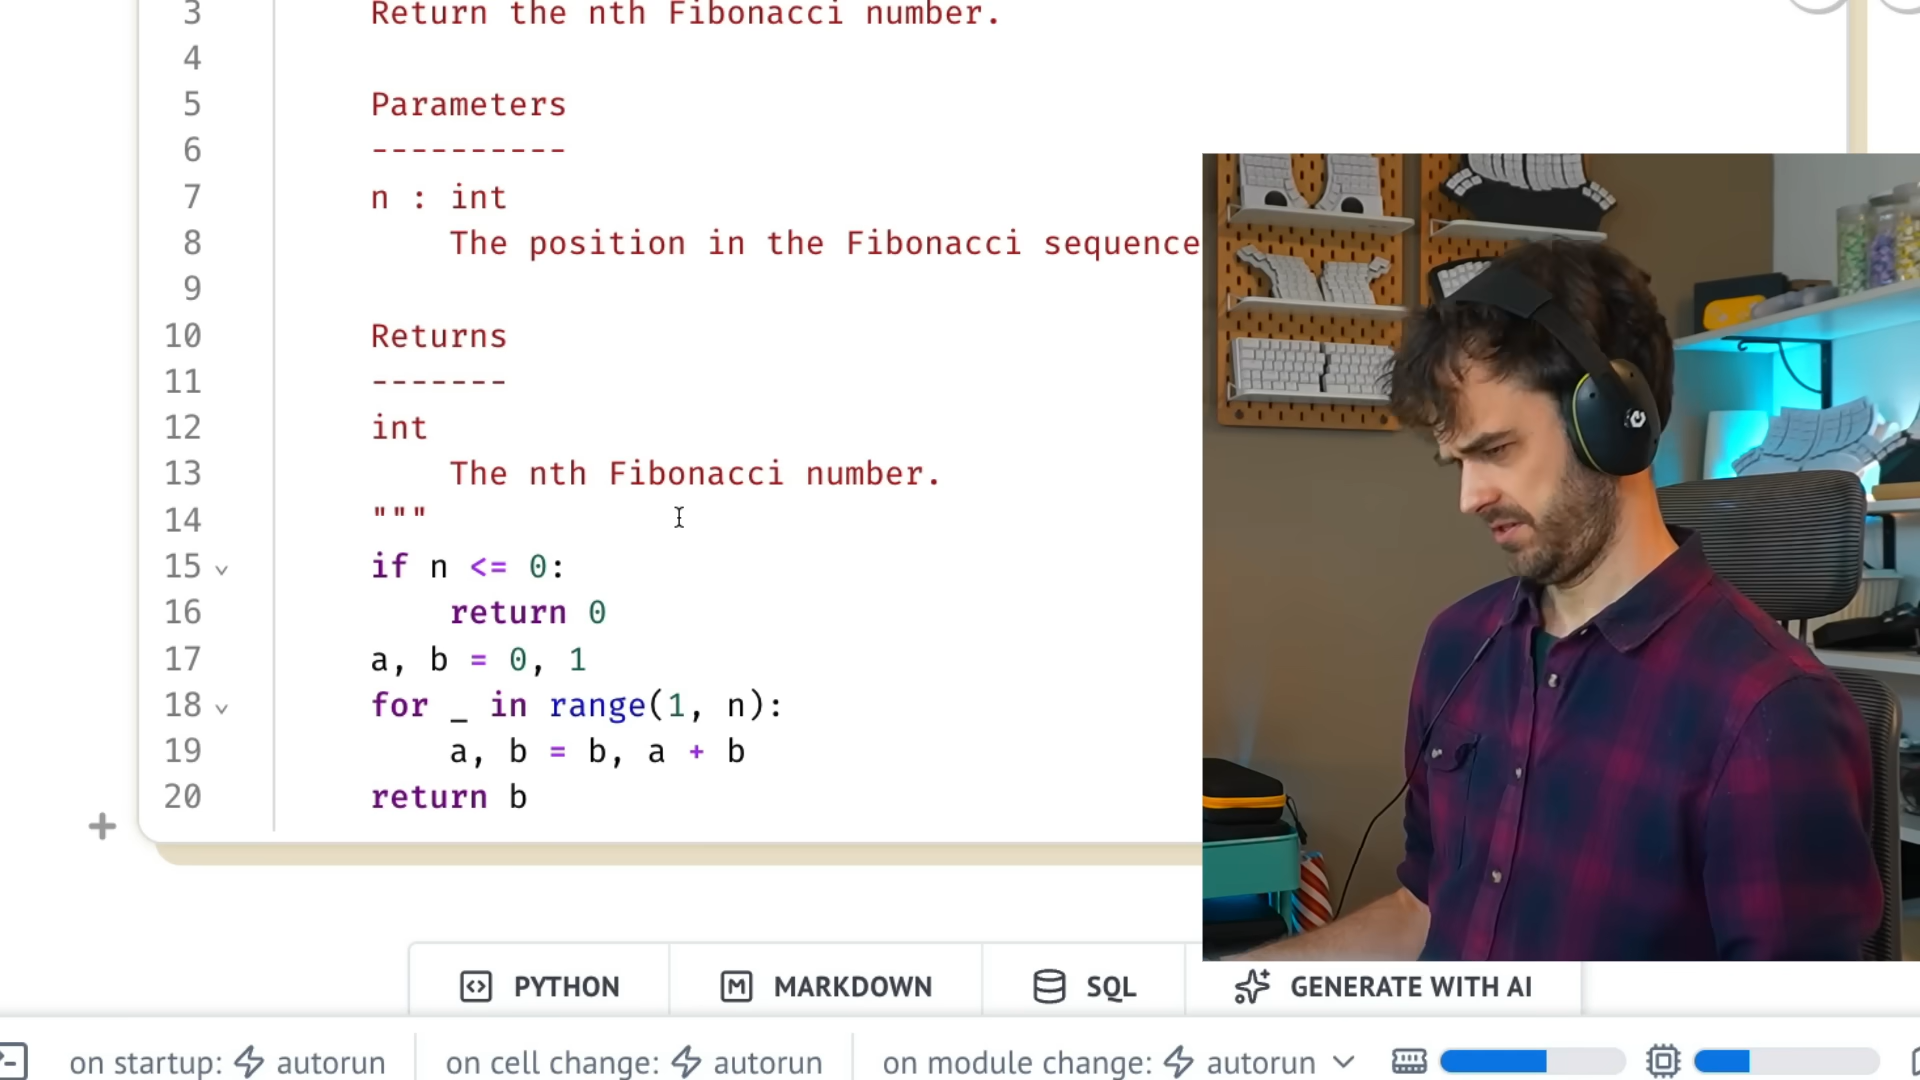 3 Return the nth Fibonacci number.
4
5 Parameters
6 ----------
7 n : int
8 The position in the Fibonacci sequence
9
10 Returns
11 -------
12 int
13 The nth Fibonacci number.
14 """
15 if n <= 0:
16 return 0
17 a, b = 0, 1
18 for _ in range(1, n):
19 a, b = b, a + b
20 return b
PYTHON MARKDOWN SQL GENERATE WITH AI
on startup: autorun on cell change: autorun on module change: autorun